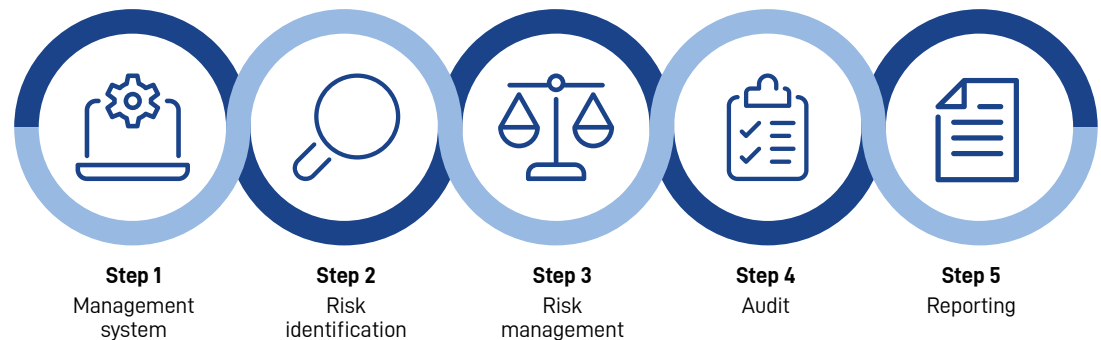 Step 1
Management
system
Step 2
Risk
identification
Step 3
Risk
management
Step 4
Audit
Step 5
Reporting